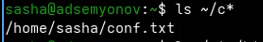 sasha@adsemyonov:~$ ls ~/c*
/home/sasha/conf.txt